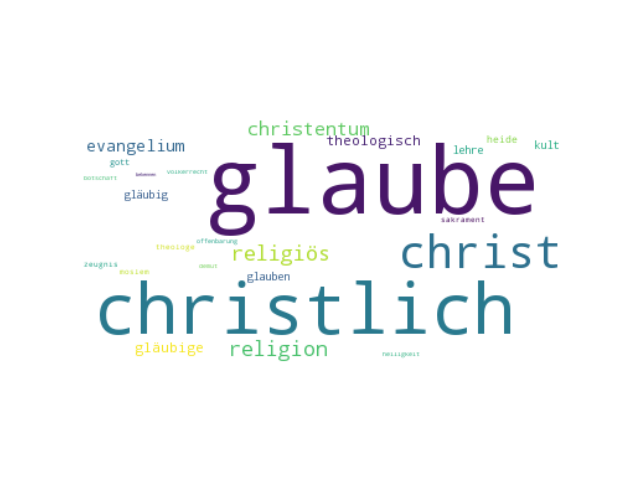 christentum
theologisch
heide
evangelium
glaube
lehre
kult
gott
botschaft
bekennen
völkerrecht
gläubig
sakrament
theologe
offenbarung
religiös
christ
zeugnis
moslem
demut
glauben
christlich
gläubige
religion
heiligkeit